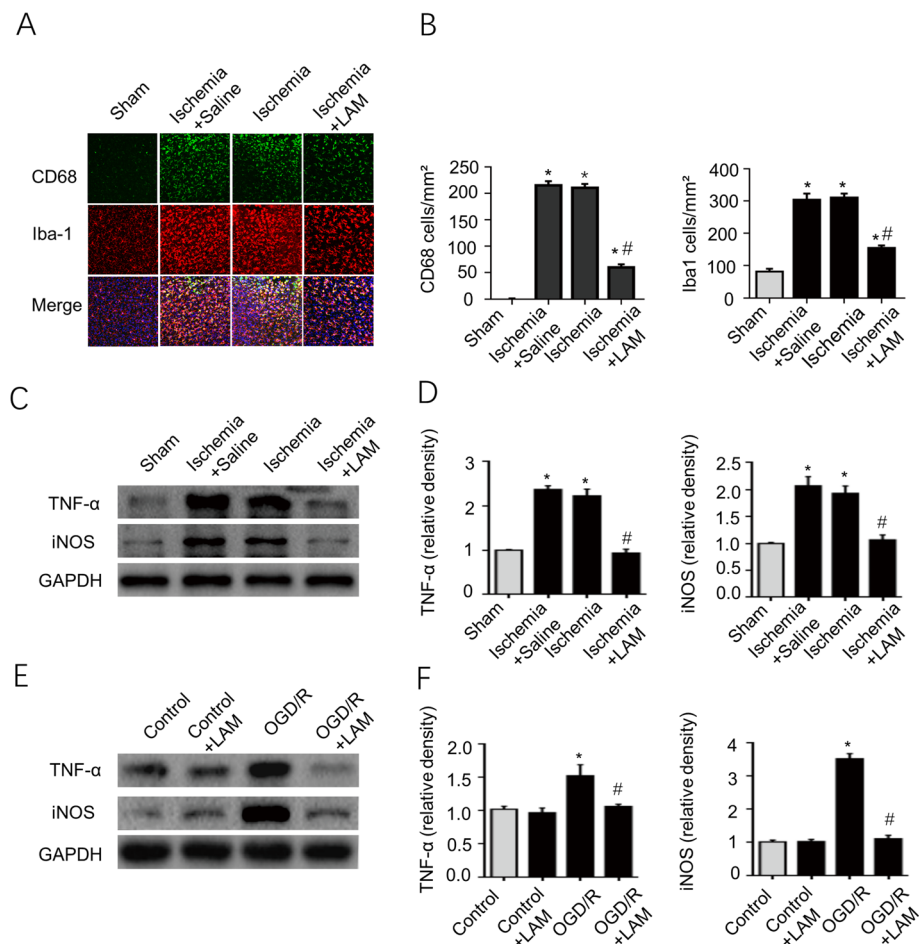 A
Sham
Ischemia
+Saline
Ischemia
Ischemia
+LAM
CD68
Iba-1
Merge
B
CD68 cells/mm²
250
200
150
100
50
0
*
*
*#
Sham
Ischemia
+Saline
Ischemia
Ischemia
+LAM
Iba1 cells/mm²
400
300
200
100
0
*
*
*#
Sham
Ischemia
+Saline
Ischemia
Ischemia
+LAM
C
Sham
Ischemia
+Saline
Ischemia
Ischemia
+LAM
TNF-α
iNOS
GAPDH
D
TNF-α (relative density)
3
2
1
0
*
*
#
Sham
Ischemia
+Saline
Ischemia
Ischemia
+LAM
iNOS (relative density)
2.5
2.0
1.5
1.0
0.5
0.0
*
*
#
Sham
Ischemia
+Saline
Ischemia
Ischemia
+LAM
E
Control
Control
+LAM
OGD/R
OGD/R
+LAM
TNF-α
iNOS
GAPDH
F
TNF-α (relative density)
2.0
1.5
1.0
0.5
0.0
*
#
Control
Control
+LAM
OGD/R
OGD/R
+LAM
iNOS (relative density)
4
3
2
1
0
*
#
Control
Control
+LAM
OGD/R
OGD/R
+LAM